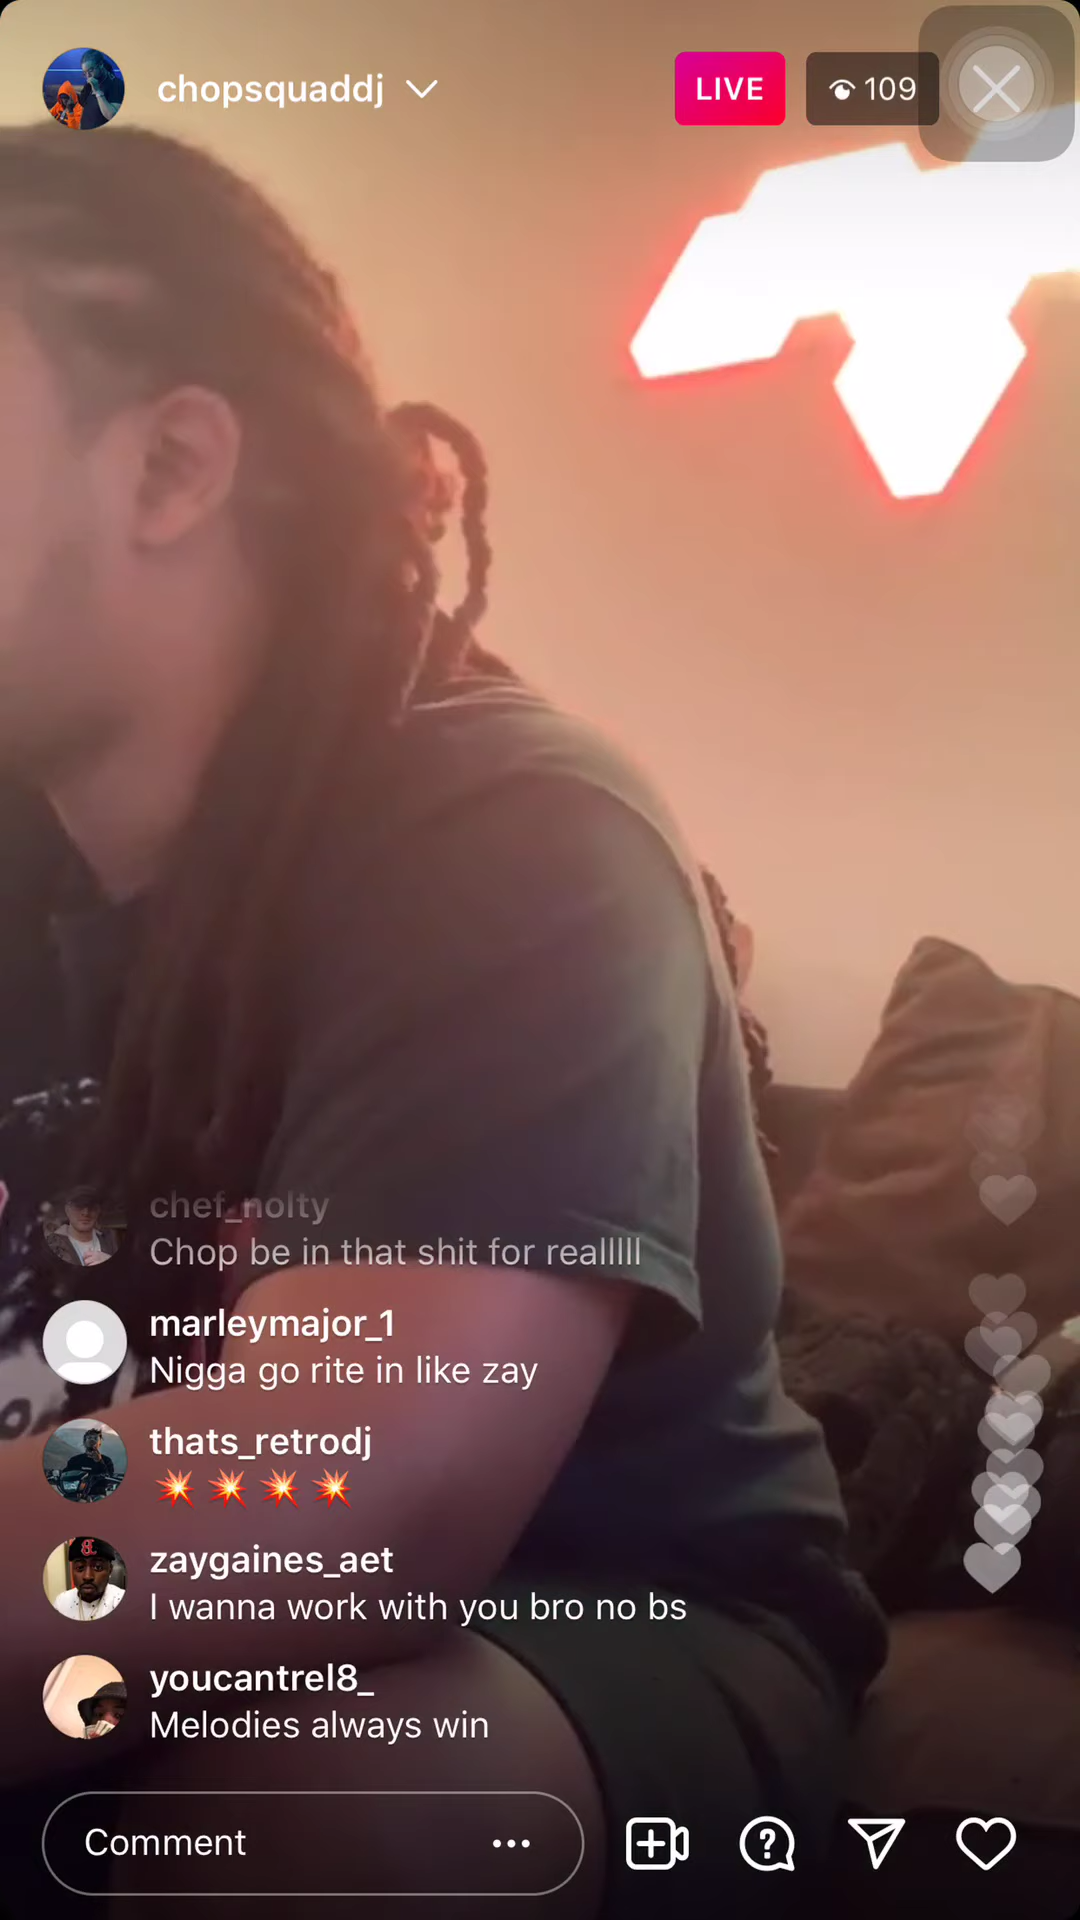 chopsquaddj
LIVE
109
chef_nolty
Chop be in that shit for reallllll
marleymajor_1
Nigga go rite in like zay
thats_retrodj
💥 💥 💥 💥
zaygaines_aet
I wanna work with you bro no bs
youcantrel8_
Melodies always win
Comment